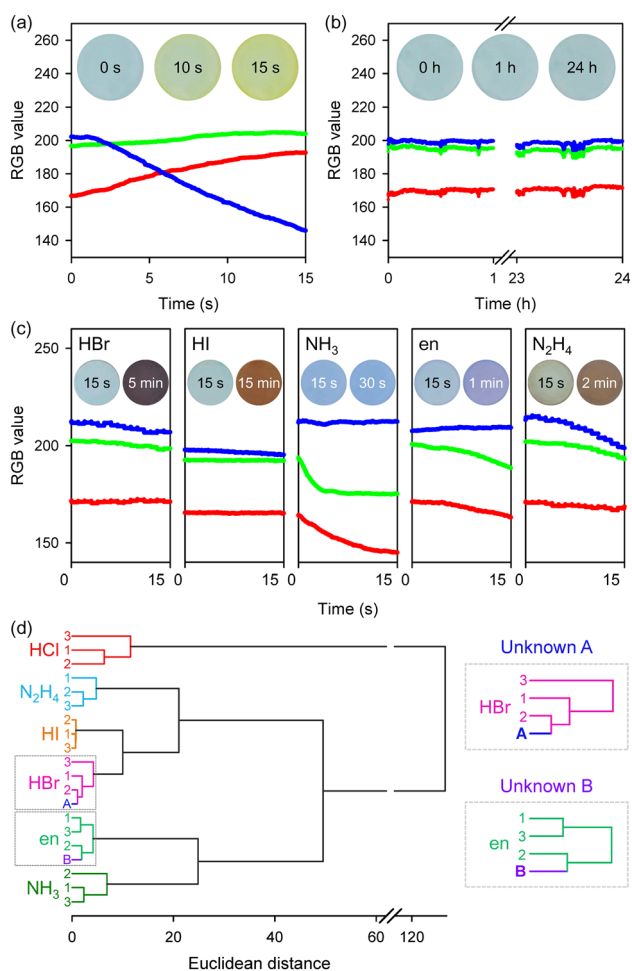 (a)
260
240
220
200
180
160
140
RGB value
0 s
10 s
15 s
0
5
10
15
Time (s)
(b)
260
240
220
200
180
160
140
RGB value
0 h
1 h
24 h
0
1
23
24
Time (h)
(c)
250
200
150
RGB value
HBr
15 s
5 min
0
15
HI
15 s
15 min
0
15
NH₃
15 s
30 s
0
15
en
15 s
1 min
0
15
N₂H₄
15 s
2 min
0
15
Time (s)
(d)
HCl
3
1
2
N₂H₄
1
2
3
HI
2
1
3
HBr
3
1
2
A
en
1
3
2
B
NH₃
2
1
3
0
20
40
60
120
Euclidean distance
Unknown A
HBr
3
1
2
A
Unknown B
en
1
3
2
B